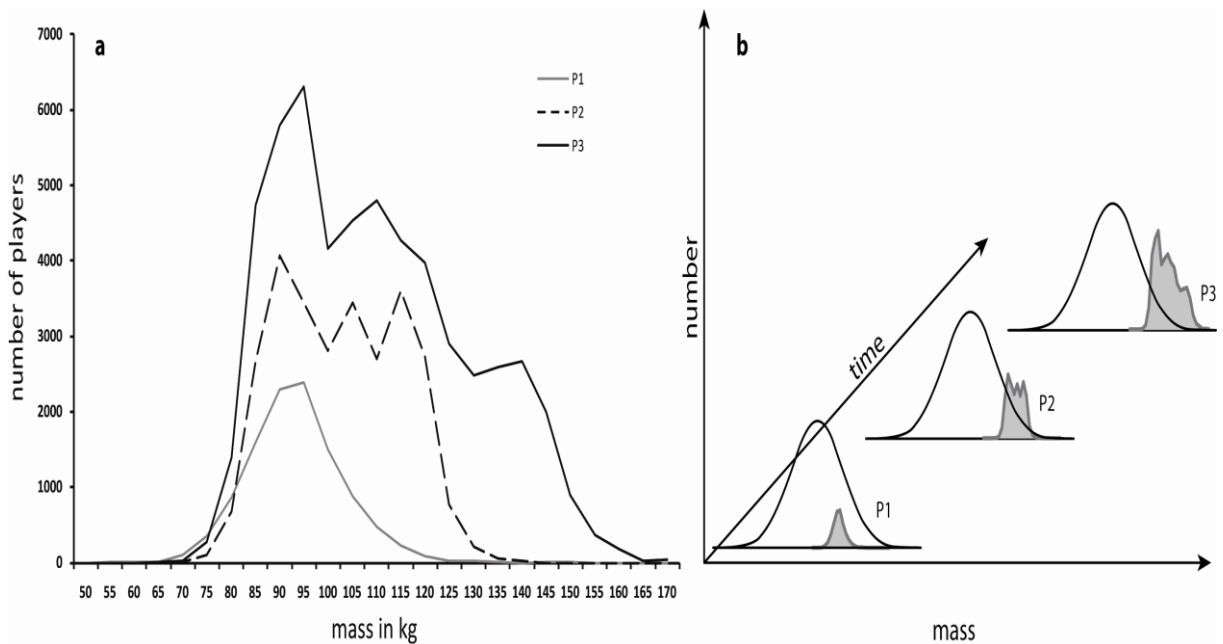 a
7000
6000
5000
4000
3000
2000
1000
0
number of players
50 55 60 65 70 75 80 85 90 95 100 105 110 115 120 125 130 135 140 145 150 155 160 165 170
mass in kg
P1
P2
P3
b
number
time
P3
P2
P1
mass